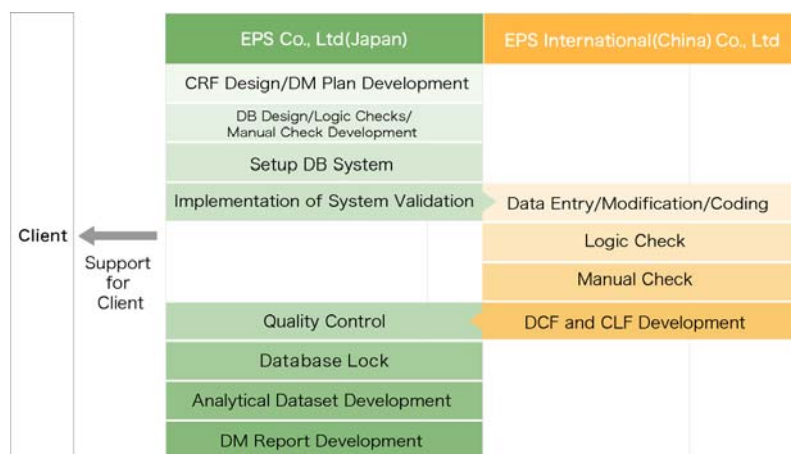 EPS Co., Ltd(Japan)
EPS International(China) Co., Ltd
CRF Design/DM Plan Development
DB Design/Logic Checks/
Manual Check Development
Setup DB System
Implementation of System Validation
Data Entry/Modification/Coding
Client
Support
for
Client
Logic Check
Manual Check
Quality Control
DCF and CLF Development
Database Lock
Analytical Dataset Development
DM Report Development